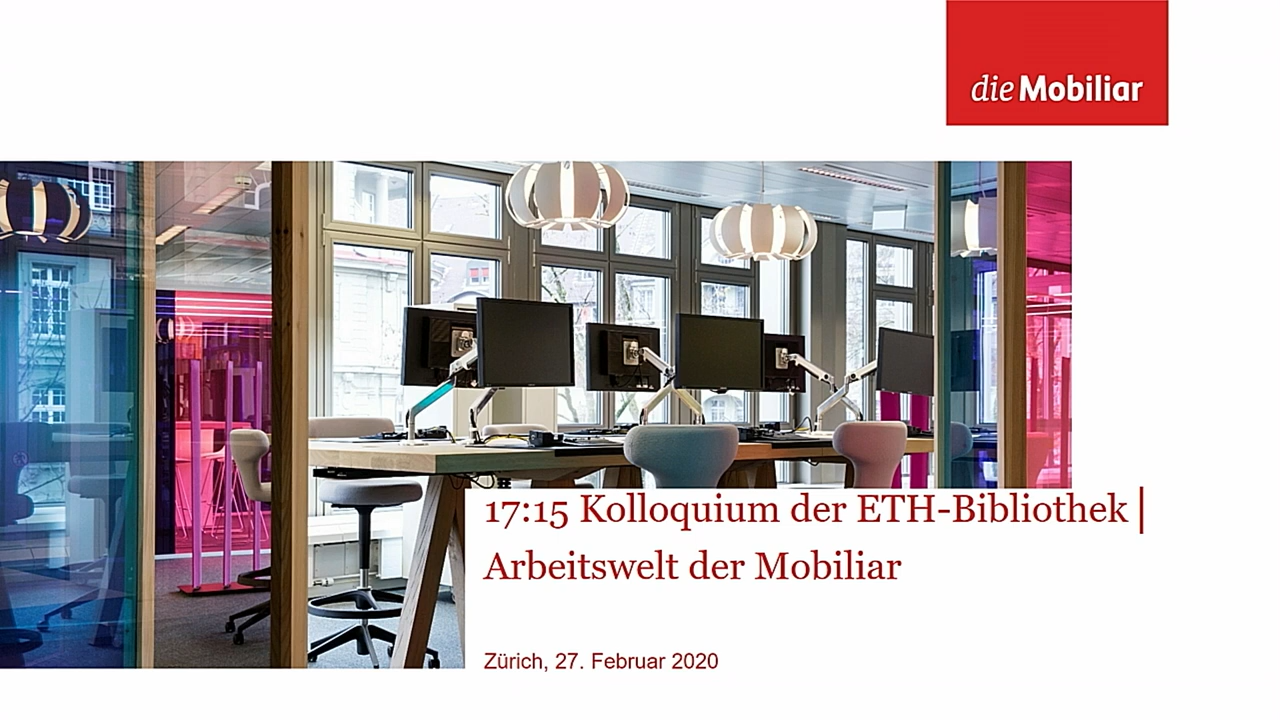 die Mobiliar
17:15 Kolloquium der ETH-Bibliothek|
Arbeitswelt der Mobiliar
Zürich, 27. Februar 2020